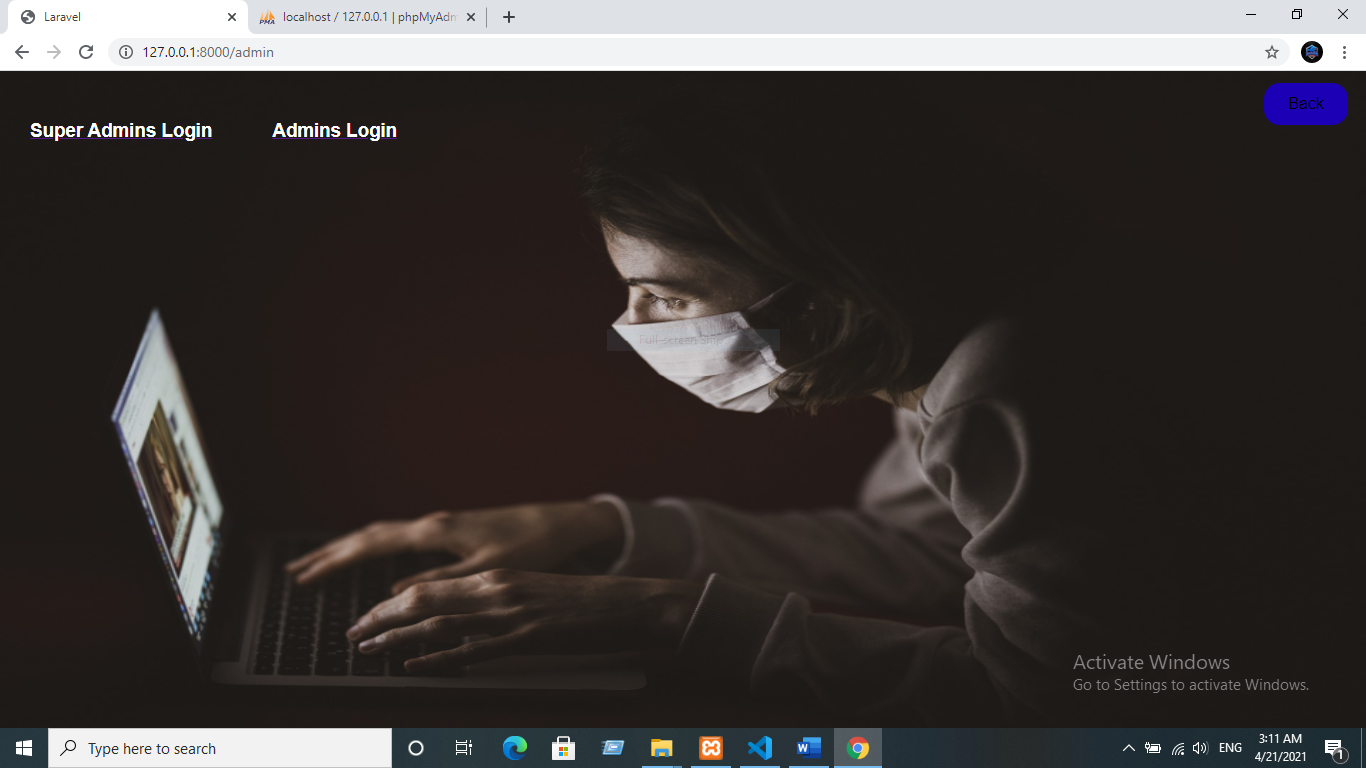 Laravel
localhost / 127.0.0.1 | phpMyAdm
127.0.0.1:8000/admin
Back
Super Admins Login
Admins Login
Full-screen Snip
Activate Windows
Go to Settings to activate Windows.
Type here to search
ENG
3:11 AM
4/21/2021
1